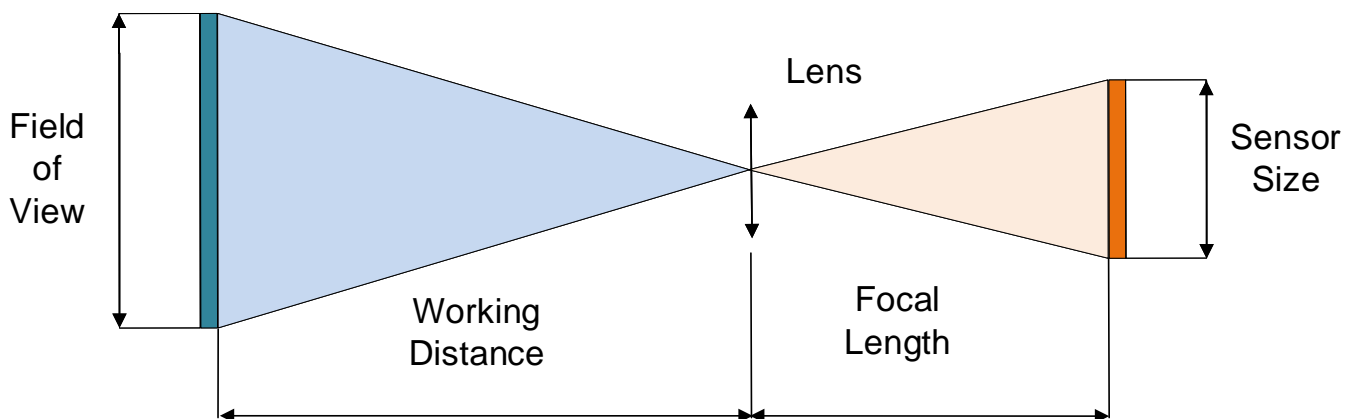 Lens
Field
of
View
Sensor
Size
Working
Distance
Focal
Length